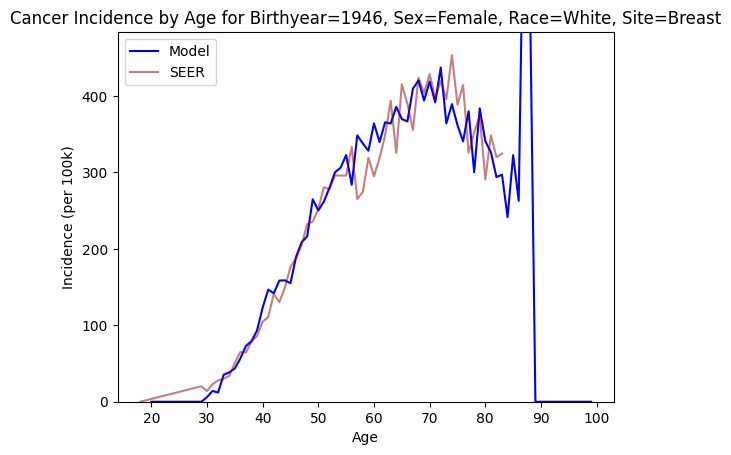 Cancer Incidence by Age for Birthyear=1946, Sex=Female, Race=White, Site=Breast
Model
SEER
400
300
200
100
0
Incidence (per 100k)
20 30 40 50 60 70 80 90 100
Age